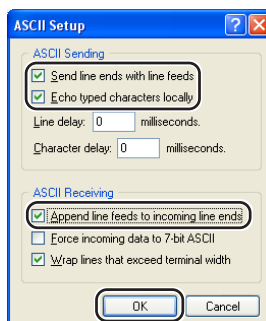 ASCII Setup
ASCII Sending
Send line ends with line feeds
Echo typed characters locally
Line delay: 0 milliseconds.
Character delay: 0 milliseconds.
ASCII Receiving
Append line feeds to incoming line ends
Force incoming data to 7-bit ASCII
Wrap lines that exceed terminal width
OK Cancel